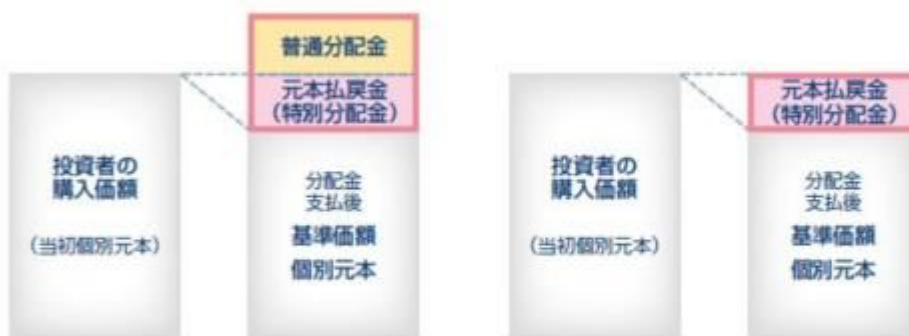 普通分配金
元本払戻金
(特別分配金)
投資者の
購入価額
(当初個別元本)
分配金
支払後
基準価額
個別元本
元本払戻金
(特別分配金)
投資者の
購入価額
(当初個別元本)
分配金
支払後
基準価額
個別元本